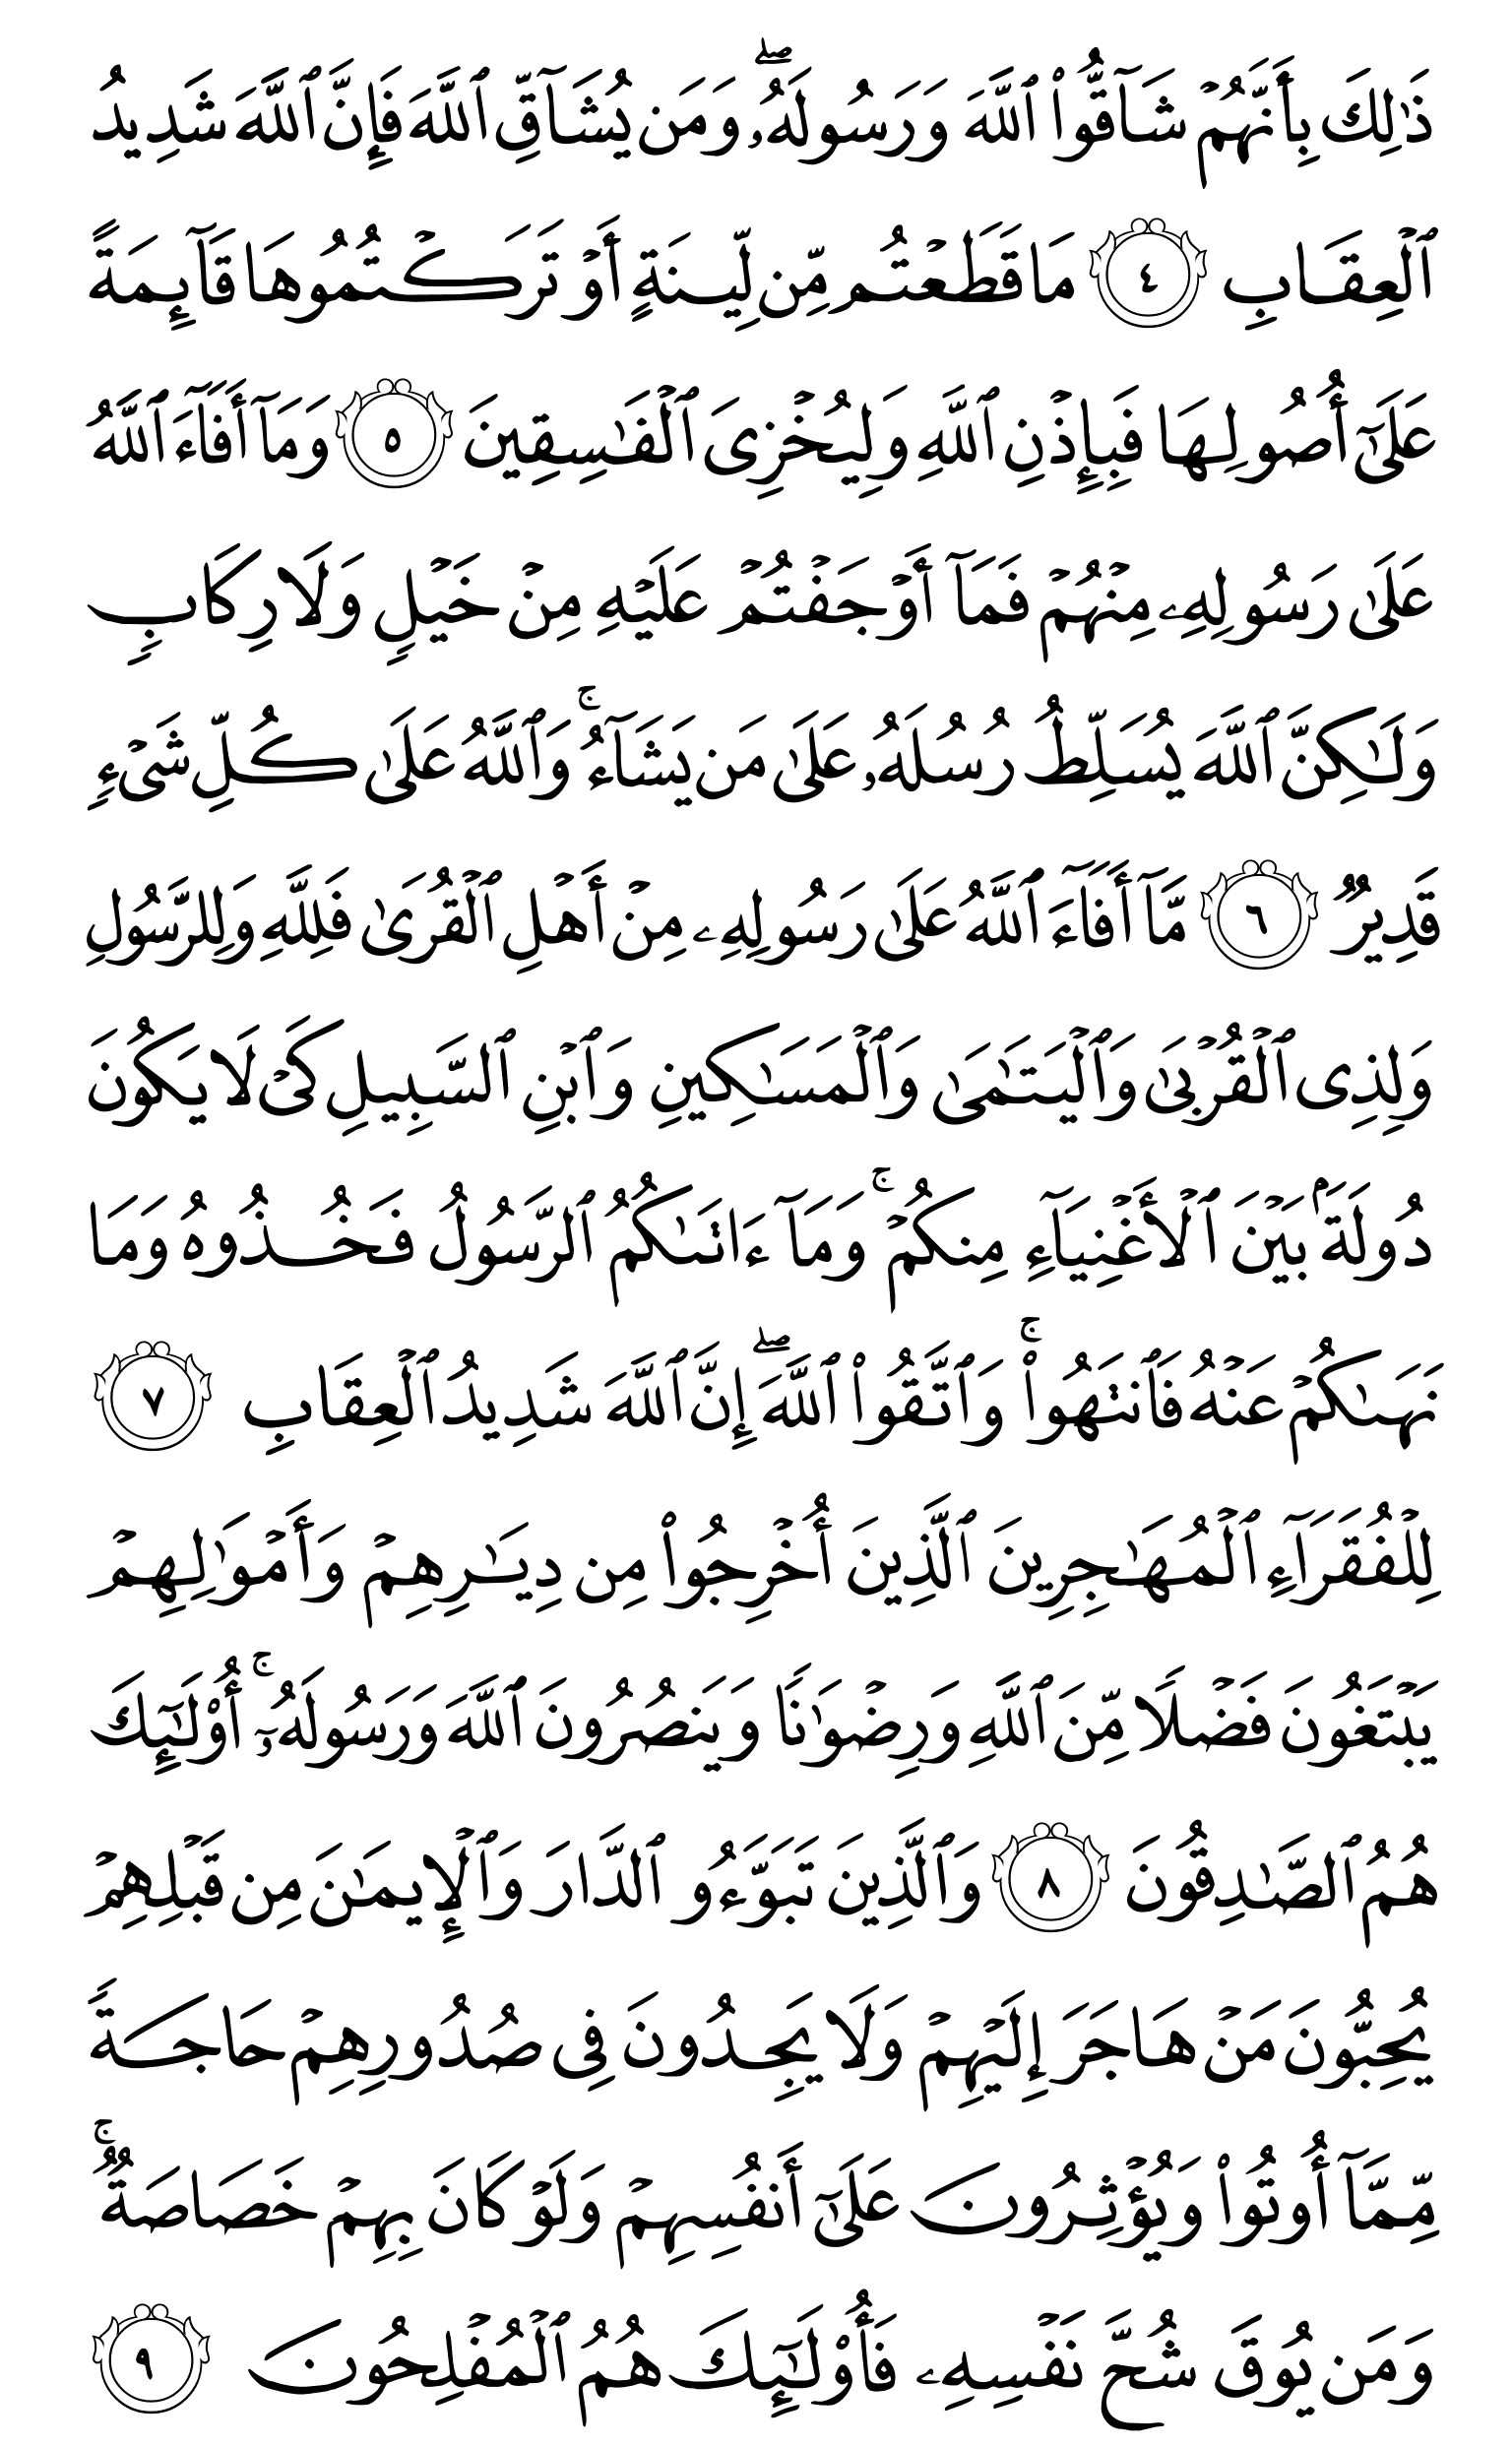 ذَٰلِكَ بِأَنَّهُمۡ شَآقُّواْ ٱللَّهَ وَرَسُولَهُۥۖ وَمَن يُشَآقِّ ٱللَّهَ فَإِنَّ ٱللَّهَ شَدِيدُ
ٱلۡعِقَابِ ٤ مَا قَطَعۡتُم مِّن لِّينَةٍ أَوۡ تَرَكۡتُمُوهَا قَآئِمَةً
عَلَىٰٓ أُصُولِهَا فَبِإِذۡنِ ٱللَّهِ وَلِيُخۡزِيَ ٱلۡفَٰسِقِينَ ٥ وَمَآ أَفَآءَ ٱللَّهُ
عَلَىٰ رَسُولِهِۦ مِنۡهُمۡ فَمَآ أَوۡجَفۡتُمۡ عَلَيۡهِ مِنۡ خَيۡلٍ وَلَا رِكَابٍ
وَلَٰكِنَّ ٱللَّهَ يُسَلِّطُ رُسُلَهُۥ عَلَىٰ مَن يَشَآءُۚ وَٱللَّهُ عَلَىٰ كُلِّ شَيۡءٍ
قَدِيرٌ ٦ مَّآ أَفَآءَ ٱللَّهُ عَلَىٰ رَسُولِهِۦ مِنۡ أَهۡلِ ٱلۡقُرَىٰ فَلِلَّهِ وَلِلرَّسُولِ
وَلِذِي ٱلۡقُرۡبَىٰ وَٱلۡيَتَٰمَىٰ وَٱلۡمَسَٰكِينِ وَٱبۡنِ ٱلسَّبِيلِ كَيۡ لَا يَكُونَ
دُولَةَۢ بَيۡنَ ٱلۡأَغۡنِيَآءِ مِنكُمۡۚ وَمَآ ءَاتَىٰكُمُ ٱلرَّسُولُ فَخُذُوهُ وَمَا
نَهَىٰكُمۡ عَنۡهُ فَٱنتَهُواْۚ وَٱتَّقُواْ ٱللَّهَۖ إِنَّ ٱللَّهَ شَدِيدُ ٱلۡعِقَابِ ٧
لِلۡفُقَرَآءِ ٱلۡمُهَٰجِرِينَ ٱلَّذِينَ أُخۡرِجُواْ مِن دِيَٰرِهِمۡ وَأَمۡوَٰلِهِمۡ
يَبۡتَغُونَ فَضۡلًا مِّنَ ٱللَّهِ وَرِضۡوَٰنًا وَيَنصُرُونَ ٱللَّهَ وَرَسُولَهُۥٓۚ أُوْلَٰٓئِكَ
هُمُ ٱلصَّٰدِقُونَ ٨ وَٱلَّذِينَ تَبَوَّءُو ٱلدَّارَ وَٱلۡإِيمَٰنَ مِن قَبۡلِهِمۡ
يُحِبُّونَ مَنۡ هَاجَرَ إِلَيۡهِمۡ وَلَا يَجِدُونَ فِي صُدُورِهِمۡ حَاجَةً
مِّمَّآ أُوتُواْ وَيُؤۡثِرُونَ عَلَىٰٓ أَنفُسِهِمۡ وَلَوۡ كَانَ بِهِمۡ خَصَاصَةٌۚ
وَمَن يُوقَ شُحَّ نَفۡسِهِۦ فَأُوْلَٰٓئِكَ هُمُ ٱلۡمُفۡلِحُونَ ٩